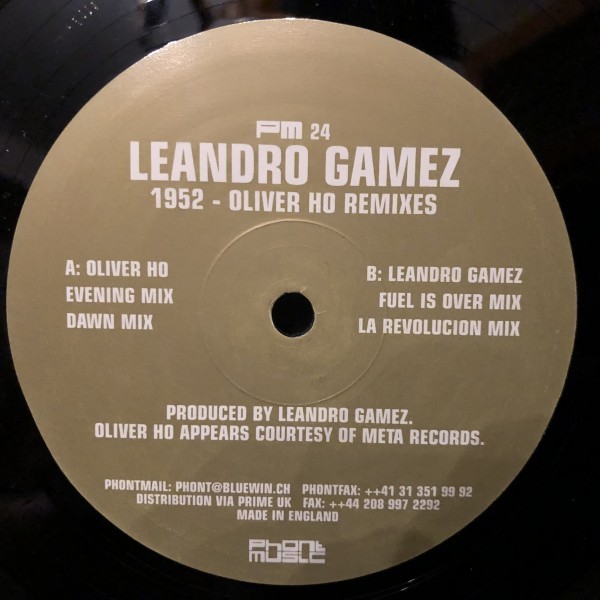 PM 24
LEANDRO GAMEZ
1952 - OLIVER HO REMIXES
A: OLIVER HO
EVENING MIX
DAWN MIX
B: LEANDRO GAMEZ
FUEL IS OVER MIX
LA REVOLUCION MIX
PRODUCED BY LEANDRO GAMEZ.
OLIVER HO APPEARS COURTESY OF META RECORDS.
PHONTMAIL: PHONT@BLUEWIN.CH PHONTFAX: ++41 31 351 99 92
DISTRIBUTION VIA PRIME UK FAX: ++44 208 997 2292
MADE IN ENGLAND
Phont
music